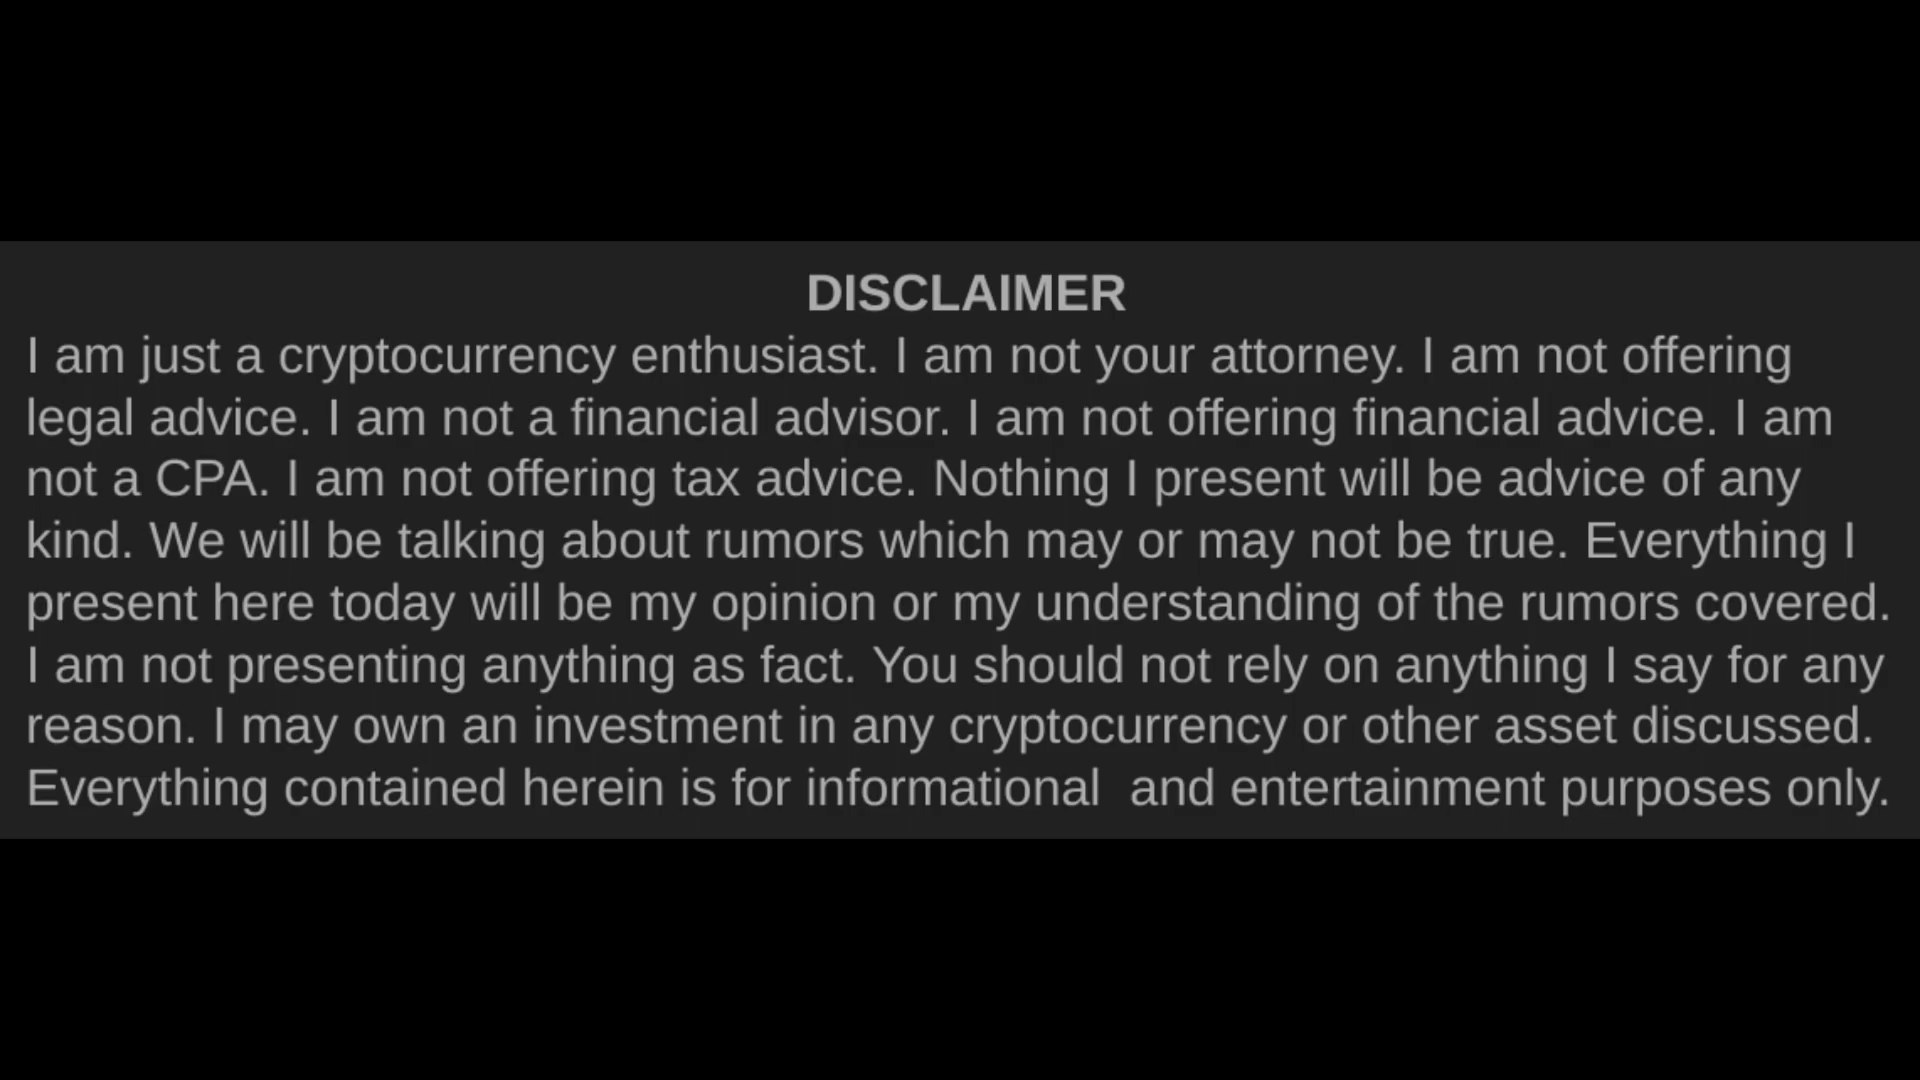 DISCLAIMER
I am just a cryptocurrency enthusiast. I am not your attorney. I am not offering
legal advice. I am not a financial advisor. I am not offering financial advice. I am
not a CPA. I am not offering tax advice. Nothing I present will be advice of any
kind. We will be talking about rumors which may or may not be true. Everything I
present here today will be my opinion or my understanding of the rumors covered.
I am not presenting anything as fact. You should not rely on anything I say for any
reason. I may own an investment in any cryptocurrency or other asset discussed.
Everything contained herein is for informational  and entertainment purposes only.